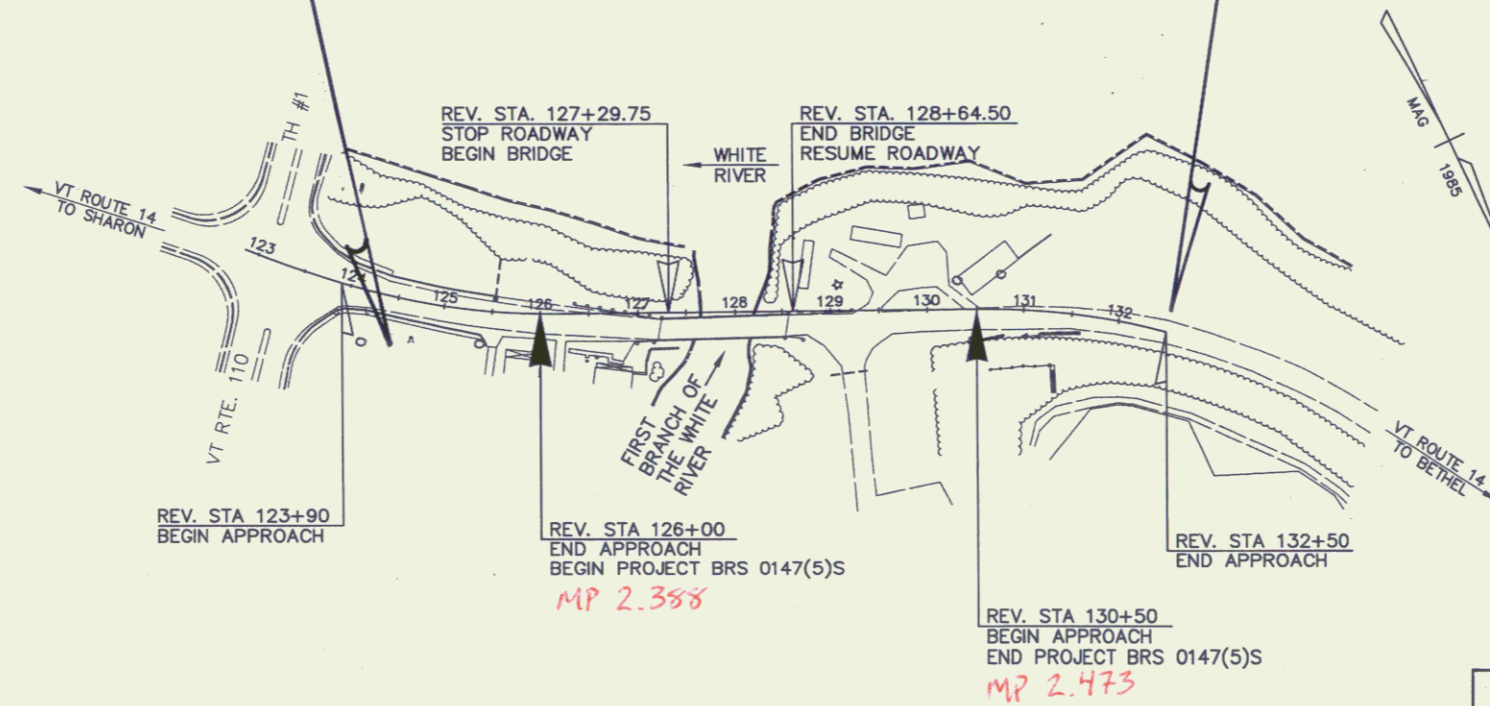 REV. STA. 127+29.75
STOP ROADWAY
BEGIN BRIDGE
WHITE
RIVER
REV. STA. 128+64.50
END BRIDGE
RESUME ROADWAY
MAG
1985
TH #1
VT ROUTE 14
TO SHARON
123
124
125
126
127
128
129
130
131
132
VT RTE. 110
FIRST
BRANCH OF
THE WHITE
RIVER
VT ROUTE 14
TO BETHEL
REV. STA 123+90
BEGIN APPROACH
REV. STA 126+00
END APPROACH
BEGIN PROJECT BRS 0147(5)S
MP 2.388
REV. STA 132+50
END APPROACH
REV. STA 130+50
BEGIN APPROACH
END PROJECT BRS 0147(5)S
MP 2.473